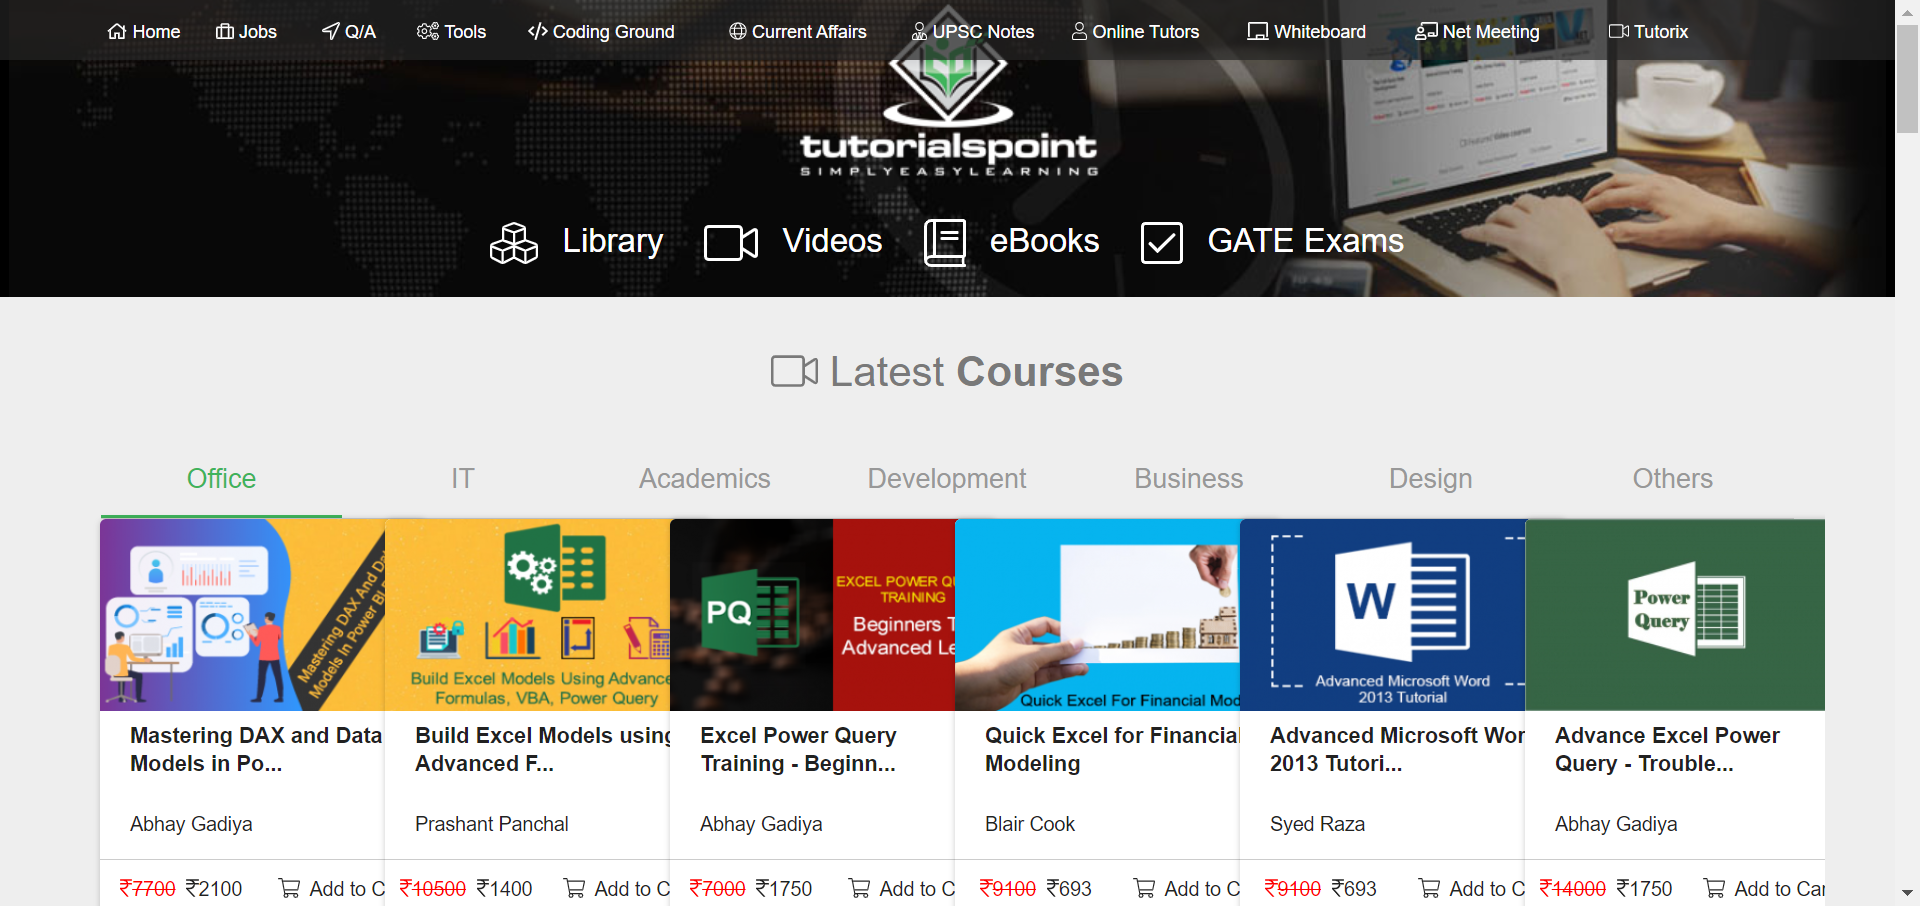 Home Jobs Q/A Tools Coding Ground Current Affairs UPSC Notes Online Tutors Whiteboard Net Meeting Tutorix
tutorialspoint
SIMPLYEASYLEARNING
Library Videos eBooks GATE Exams
Latest Courses
Office IT Academics Development Business Design Others
Mastering DAX And Da
Models In Power BI
Build Excel Models Using Advance
Formulas, VBA, Power Query
PQ
EXCEL POWER QU
TRAINING
Beginners T
Advanced Le
Quick Excel For Financial Mod
W
Advanced Microsoft Word
2013 Tutorial
Power
Query
Mastering DAX and Data
Models in Po...
Abhay Gadiya
₹7700 ₹2100 Add to C
Build Excel Models using
Advanced F...
Prashant Panchal
₹10500 ₹1400 Add to C
Excel Power Query
Training - Beginn...
Abhay Gadiya
₹7000 ₹1750 Add to C
Quick Excel for Financial
Modeling
Blair Cook
₹9100 ₹693 Add to C
Advanced Microsoft Wor
2013 Tutori...
Syed Raza
₹9100 ₹693 Add to C
Advance Excel Power
Query - Trouble...
Abhay Gadiya
₹14000 ₹1750 Add to Car